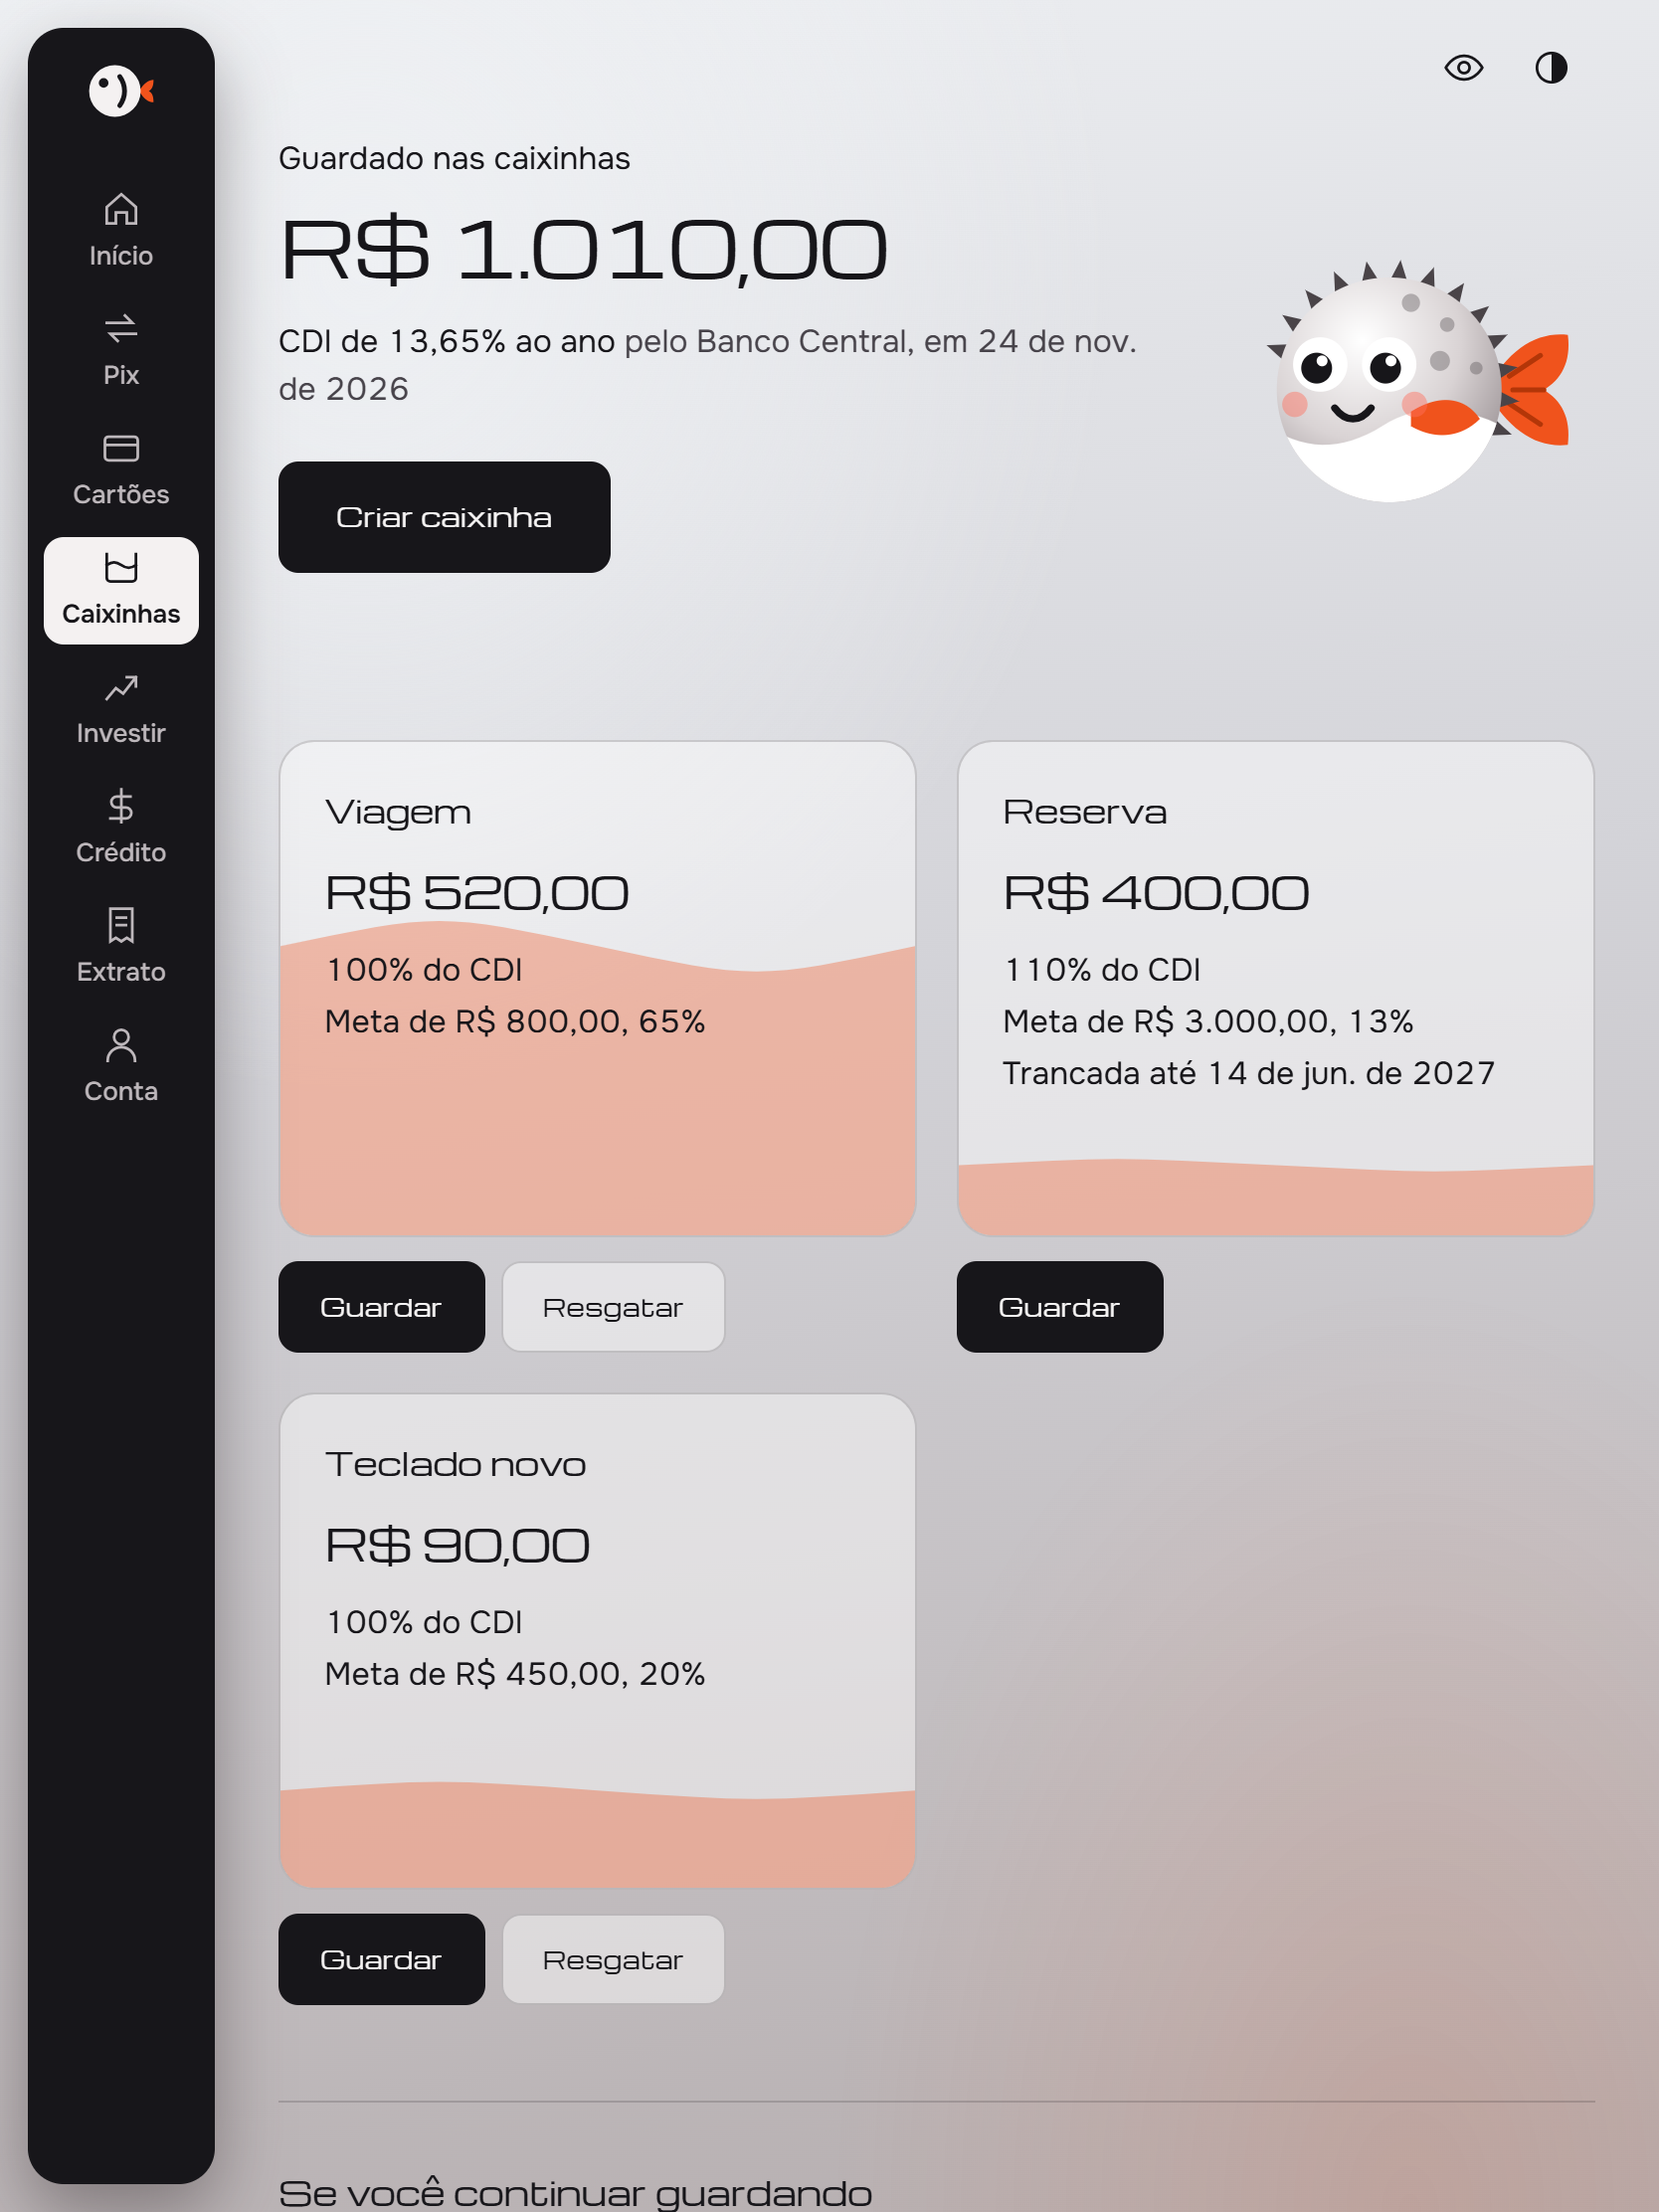 Início
Pix
Cartões
Caixinhas
Investir
Crédito
Extrato
Conta
Guardado nas caixinhas
R$ 1.010,00
CDI de 13,65% ao ano pelo Banco Central, em 24 de nov.
de 2026
Criar caixinha
Viagem
R$ 520,00
100% do CDI
Meta de R$ 800,00, 65%
Guardar
Resgatar
Reserva
R$ 400,00
110% do CDI
Meta de R$ 3.000,00, 13%
Trancada até 14 de jun. de 2027
Guardar
Teclado novo
R$ 90,00
100% do CDI
Meta de R$ 450,00, 20%
Guardar
Resgatar
Se você continuar guardando